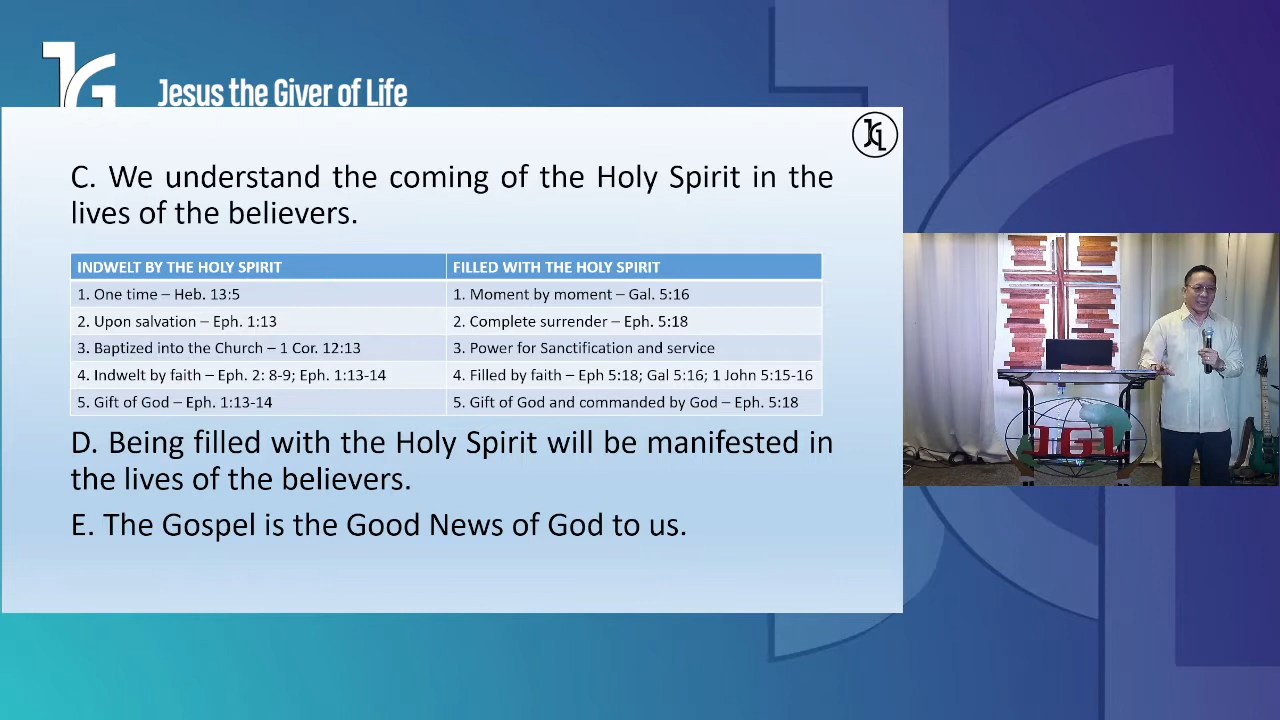 Jesus the Giver of Life
C. We understand the coming of the Holy Spirit in the
lives of the believers.
INDWELT BY THE HOLY SPIRIT FILLED WITH THE HOLY SPIRIT
1. One time – Heb. 13:5 1. Moment by moment – Gal. 5:16
2. Upon salvation – Eph. 1:13 2. Complete surrender – Eph. 5:18
3. Baptized into the Church – 1 Cor. 12:13 3. Power for Sanctification and service
4. Indwelt by faith – Eph. 2: 8-9; Eph. 1:13-14 4. Filled by faith – Eph 5:18; Gal 5:16; 1 John 5:15-16
5. Gift of God – Eph. 1:13-14 5. Gift of God and commanded by God – Eph. 5:18
D. Being filled with the Holy Spirit will be manifested in
the lives of the believers.
E. The Gospel is the Good News of God to us.
JGL